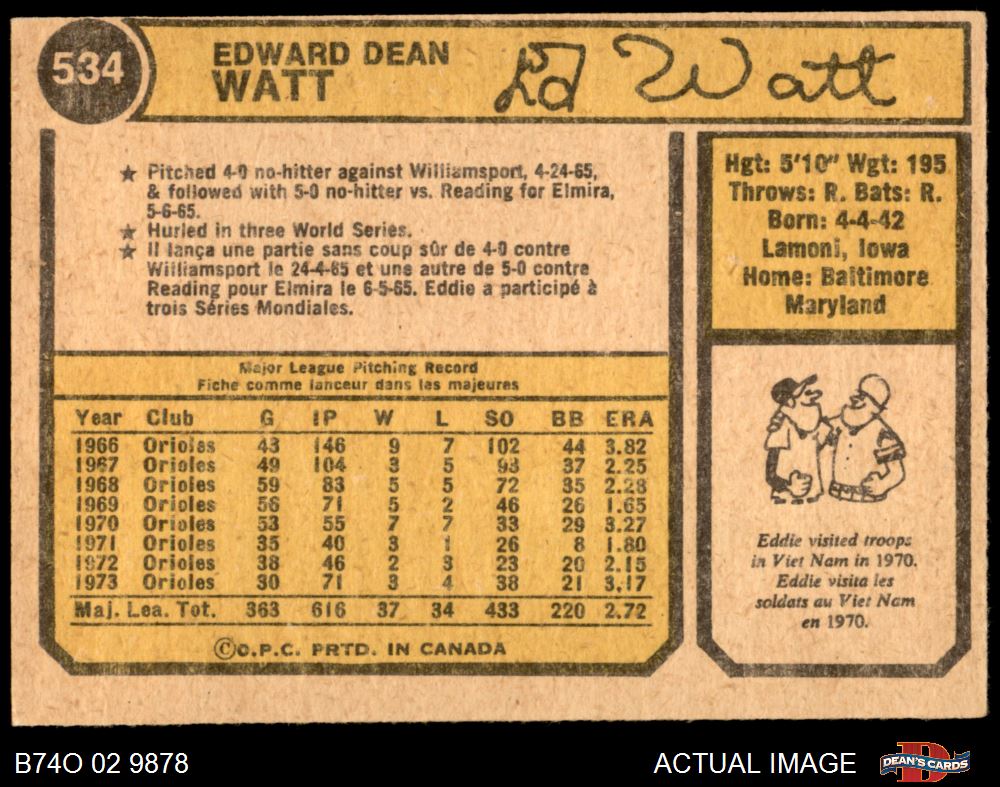 534
EDWARD DEAN
WATT
Ed Watt
★ Pitched 4-0 no-hitter against Williamsport, 4-24-65,
& followed with 5-0 no-hitter vs. Reading for Elmira,
5-6-65.
★ Hurled in three World Series.
★ Il lança une partie sans coup sûr de 4-0 contre
Williamsport le 24-4-65 et une autre de 5-0 contre
Reading pour Elmira le 6-5-65. Eddie a participé à
trois Séries Mondiales.
Hgt: 5'10" Wgt: 195
Throws: R. Bats: R.
Born: 4-4-42
Lamoni, Iowa
Home: Baltimore
Maryland
Major League Pitching Record
Fiche comme lanceur dans les majeures
Year Club G IP W L SO BB ERA
1966 Orioles 43 146 9 7 102 44 3.82
1967 Orioles 49 104 3 5 93 37 2.25
1968 Orioles 59 83 5 5 72 35 2.28
1969 Orioles 56 71 5 2 46 26 1.65
1970 Orioles 53 55 7 7 33 29 3.27
1971 Orioles 35 40 3 1 26 8 1.80
1972 Orioles 38 46 2 3 23 20 2.15
1973 Orioles 30 71 3 4 38 21 3.17
Maj. Lea. Tot. 363 616 37 34 433 220 2.72
©O.P.C. PRTD. IN CANADA
Eddie visited troops
in Viet Nam in 1970.
Eddie visita les
soldats au Viet Nam
en 1970.
B74O 02 9878
ACTUAL IMAGE
DEAN'S CARDS